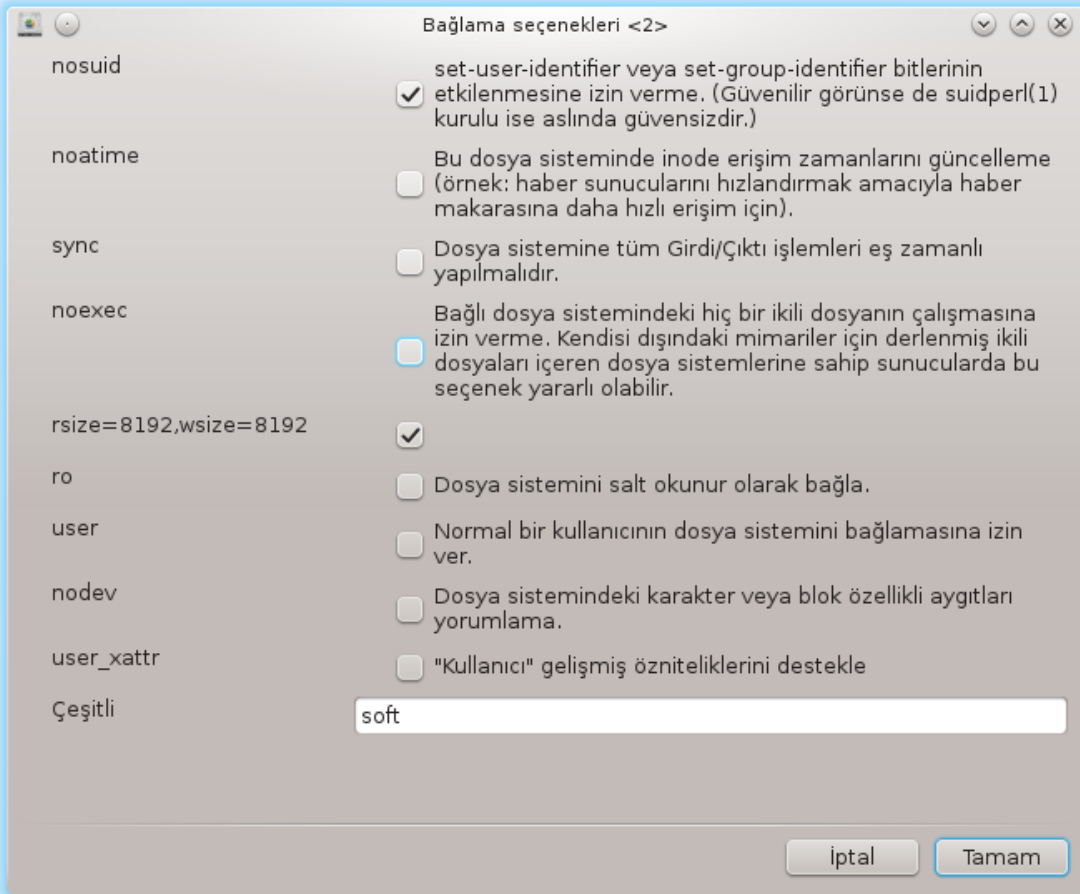 Bağlama seçenekleri <2>
nosuid
set-user-identifier veya set-group-identifier bitlerinin
etkilenmesine izin verme. (Güvenilir görünse de suidperl(1)
kurulu ise aslında güvensizdir.)
noatime
Bu dosya sisteminde inode erişim zamanlarını güncelleme
(örnek: haber sunucularını hızlandırmak amacıyla haber
makarasına daha hızlı erişim için).
sync
Dosya sistemine tüm Girdi/Çıktı işlemleri eş zamanlı
yapılmalıdır.
noexec
Bağlı dosya sistemindeki hiç bir ikili dosyanın çalışmasına
izin verme. Kendisi dışındaki mimariler için derlenmiş ikili
dosyaları içeren dosya sistemlerine sahip sunucularda bu
seçenek yararlı olabilir.
rsize=8192,wsize=8192
ro
Dosya sistemini salt okunur olarak bağla.
user
Normal bir kullanıcının dosya sistemini bağlamasına izin
ver.
nodev
Dosya sistemindeki karakter veya blok özellikli aygıtları
yorumlama.
user_xattr
"Kullanıcı" gelişmiş özniteliklerini destekle
Çeşitli
soft
İptal
Tamam